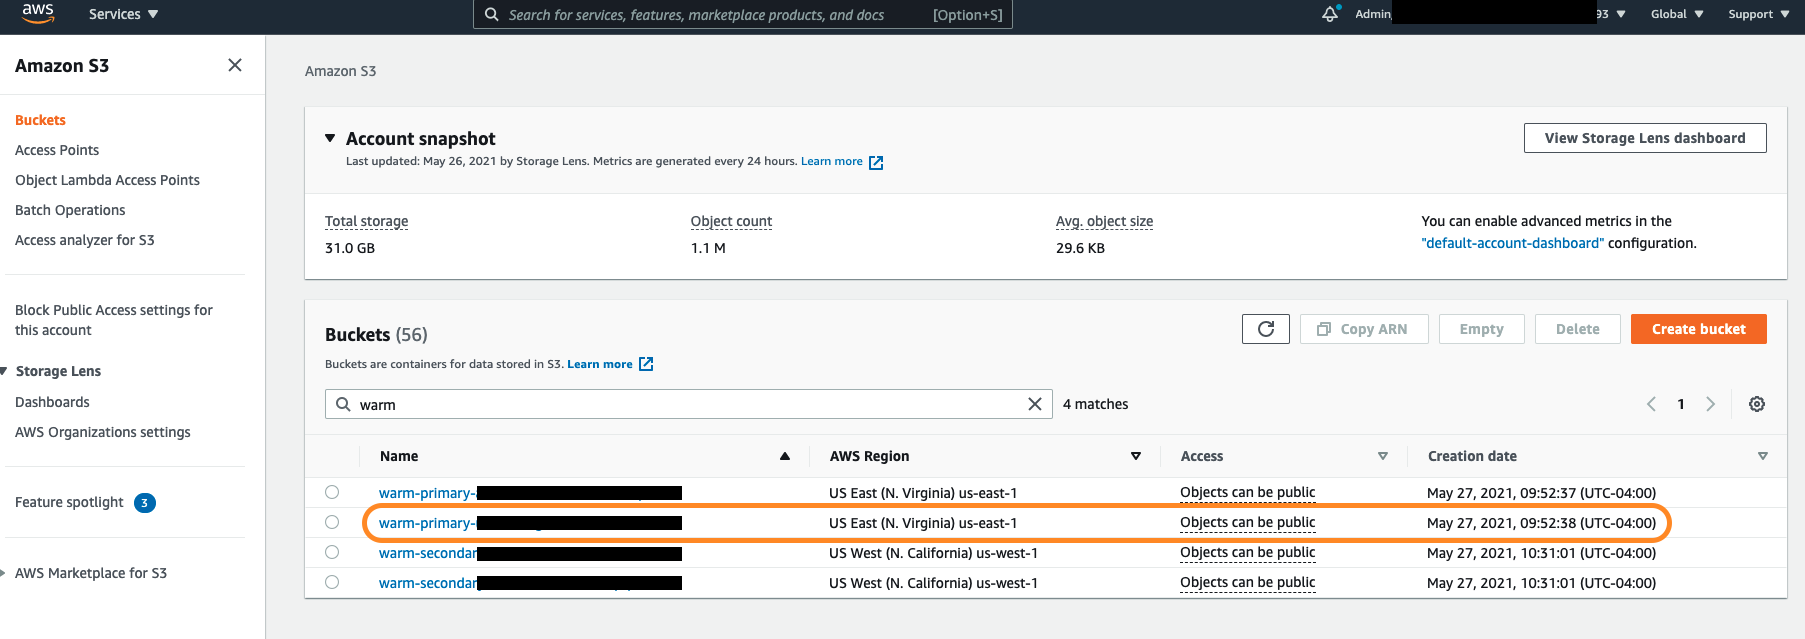 aws Services Search for services, features, marketplace products, and docs [Option+S] Admin 93 Global Support
Amazon S3
Buckets
Access Points
Object Lambda Access Points
Batch Operations
Access analyzer for S3
Block Public Access settings for
this account
Storage Lens
Dashboards
AWS Organizations settings
Feature spotlight 3
AWS Marketplace for S3
Amazon S3
Account snapshot
View Storage Lens dashboard
Last updated: May 26, 2021 by Storage Lens. Metrics are generated every 24 hours. Learn more
Total storage
31.0 GB
Object count
1.1 M
Avg. object size
29.6 KB
You can enable advanced metrics in the
"default-account-dashboard" configuration.
Buckets (56)
Copy ARN Empty Delete Create bucket
Buckets are containers for data stored in S3. Learn more
warm 4 matches 1
Name AWS Region Access Creation date
warm-primary- US East (N. Virginia) us-east-1 Objects can be public May 27, 2021, 09:52:37 (UTC-04:00)
warm-primary- US East (N. Virginia) us-east-1 Objects can be public May 27, 2021, 09:52:38 (UTC-04:00)
warm-secondar US West (N. California) us-west-1 Objects can be public May 27, 2021, 10:31:01 (UTC-04:00)
warm-secondar US West (N. California) us-west-1 Objects can be public May 27, 2021, 10:31:01 (UTC-04:00)